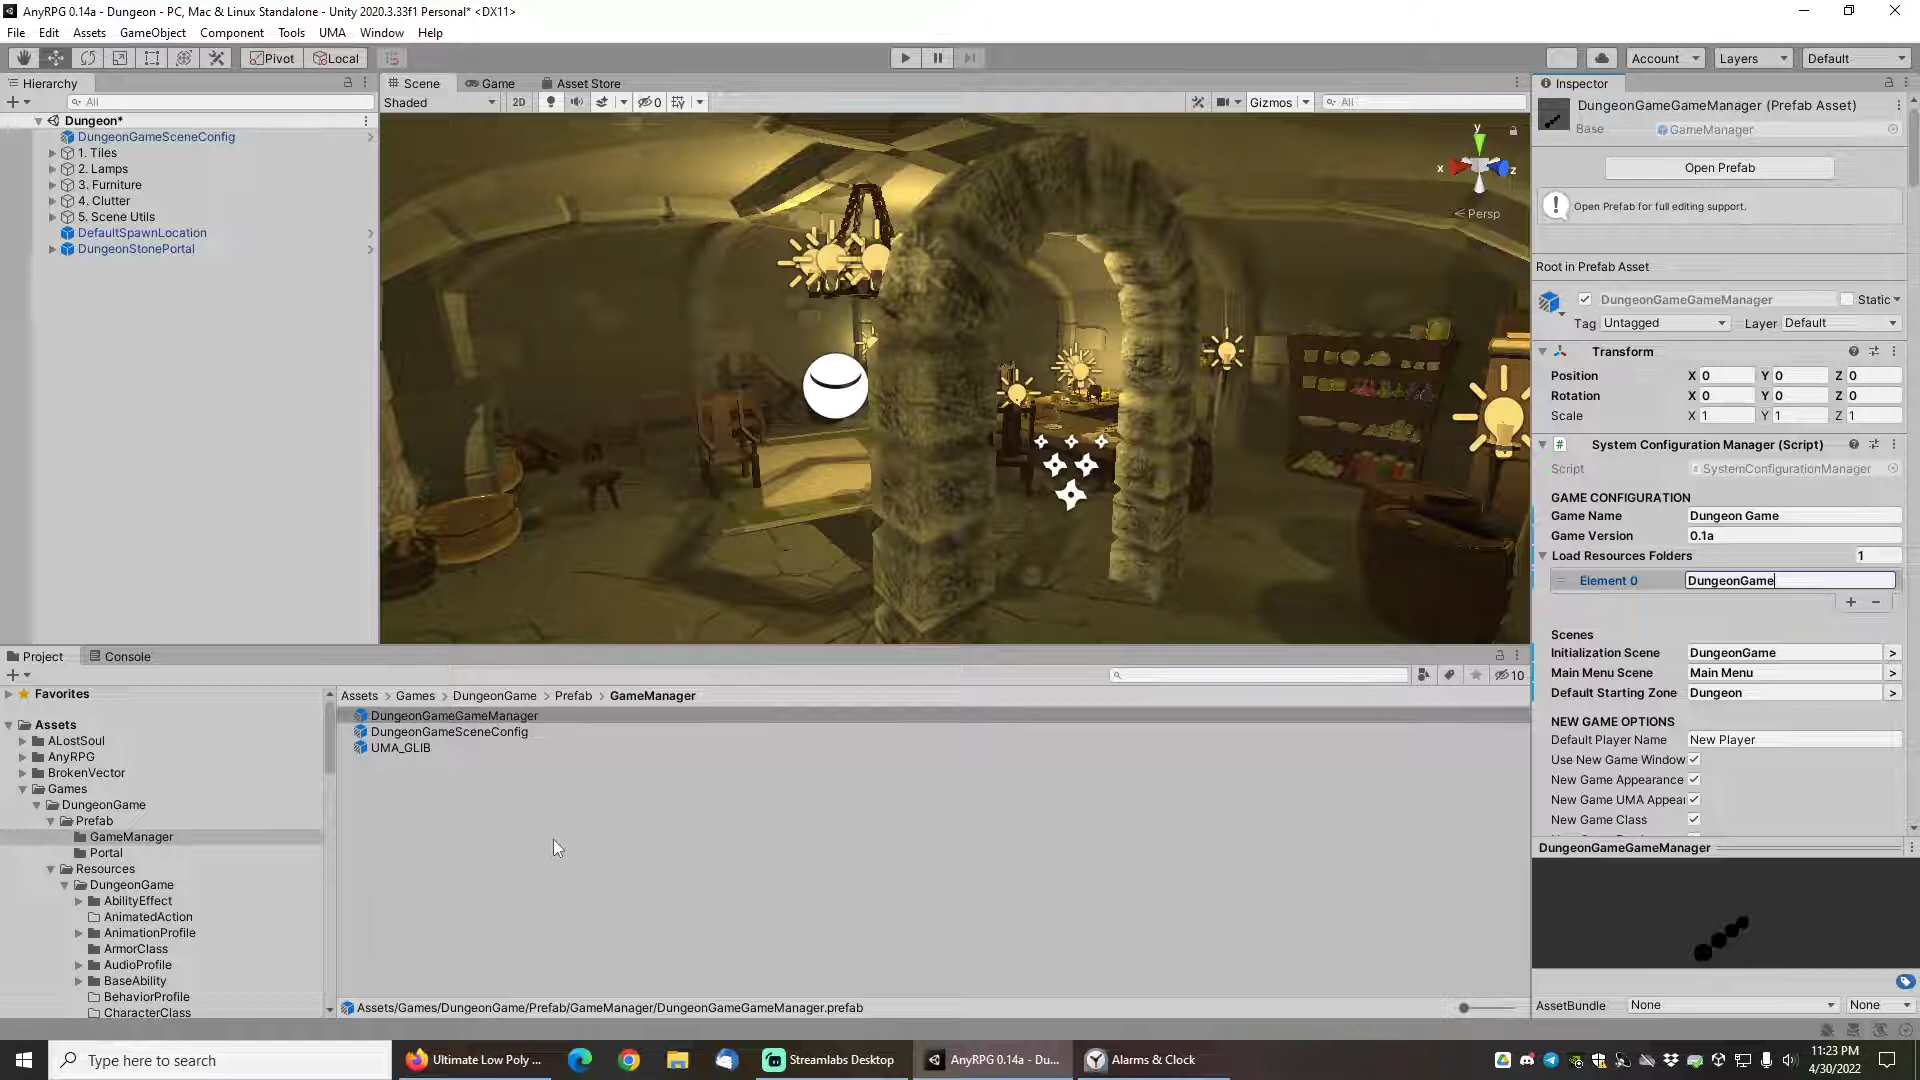 AnyRPG 0.14a - Dungeon - PC, Mac & Linux Standalone - Unity 2020.3.33f1 Personal* <DX11>
File Edit Assets GameObject Component Tools UMA Window Help
Pivot Local Account Layers Default
Hierarchy
All
Dungeon*
DungeonGameSceneConfig
1. Tiles
2. Lamps
3. Furniture
4. Clutter
5. Scene Utils
DefaultSpawnLocation
DungeonStonePortal
Scene Game Asset Store
Shaded 2D 0 Gizmos All
y
x z
Persp
Inspector
DungeonGameGameManager (Prefab Asset)
Base GameManager
Open Prefab
Open Prefab for full editing support.
Root in Prefab Asset
DungeonGameGameManager Static
Tag Untagged Layer Default
Transform
Position X 0 Y 0 Z 0
Rotation X 0 Y 0 Z 0
Scale X 1 Y 1 Z 1
System Configuration Manager (Script)
Script SystemConfigurationManager
GAME CONFIGURATION
Game Name Dungeon Game
Game Version 0.1a
Load Resources Folders 1
Element 0 DungeonGame
Scenes
Initialization Scene DungeonGame >
Main Menu Scene Main Menu >
Default Starting Zone Dungeon >
NEW GAME OPTIONS
Default Player Name New Player
Use New Game Window
New Game Appearance
New Game UMA Appear
New Game Class
DungeonGameGameManager
AssetBundle None None
Project Console
10
Favorites
Assets
ALostSoul
AnyRPG
BrokenVector
Games
DungeonGame
Prefab
GameManager
Portal
Resources
DungeonGame
AbilityEffect
AnimatedAction
AnimationProfile
ArmorClass
AudioProfile
BaseAbility
BehaviorProfile
CharacterClass
Assets > Games > DungeonGame > Prefab > GameManager
DungeonGameGameManager
DungeonGameSceneConfig
UMA_GLIB
Assets/Games/DungeonGame/Prefab/GameManager/DungeonGameGameManager.prefab
Type here to search
Ultimate Low Poly ...
Streamlabs Desktop
AnyRPG 0.14a - Du...
Alarms & Clock
11:23 PM
4/30/2022